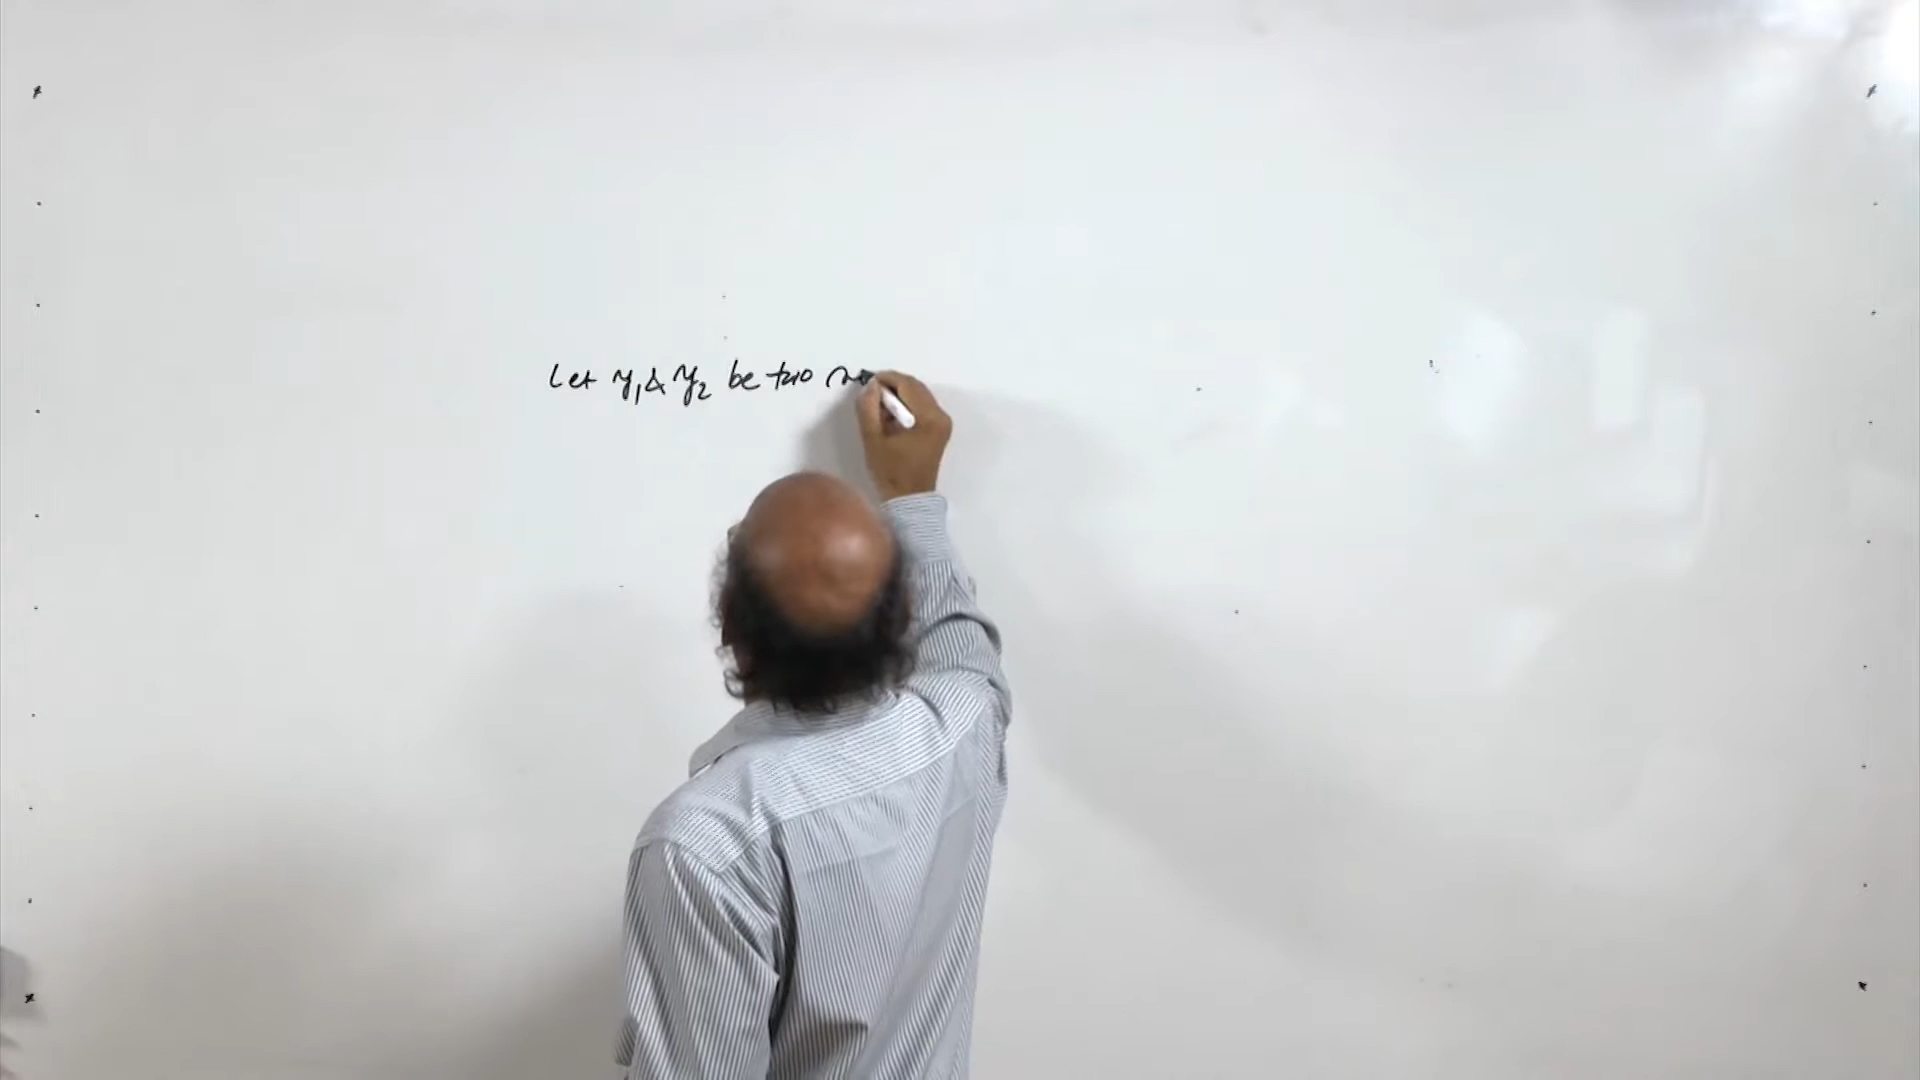 Let y₁ & y₂ be two